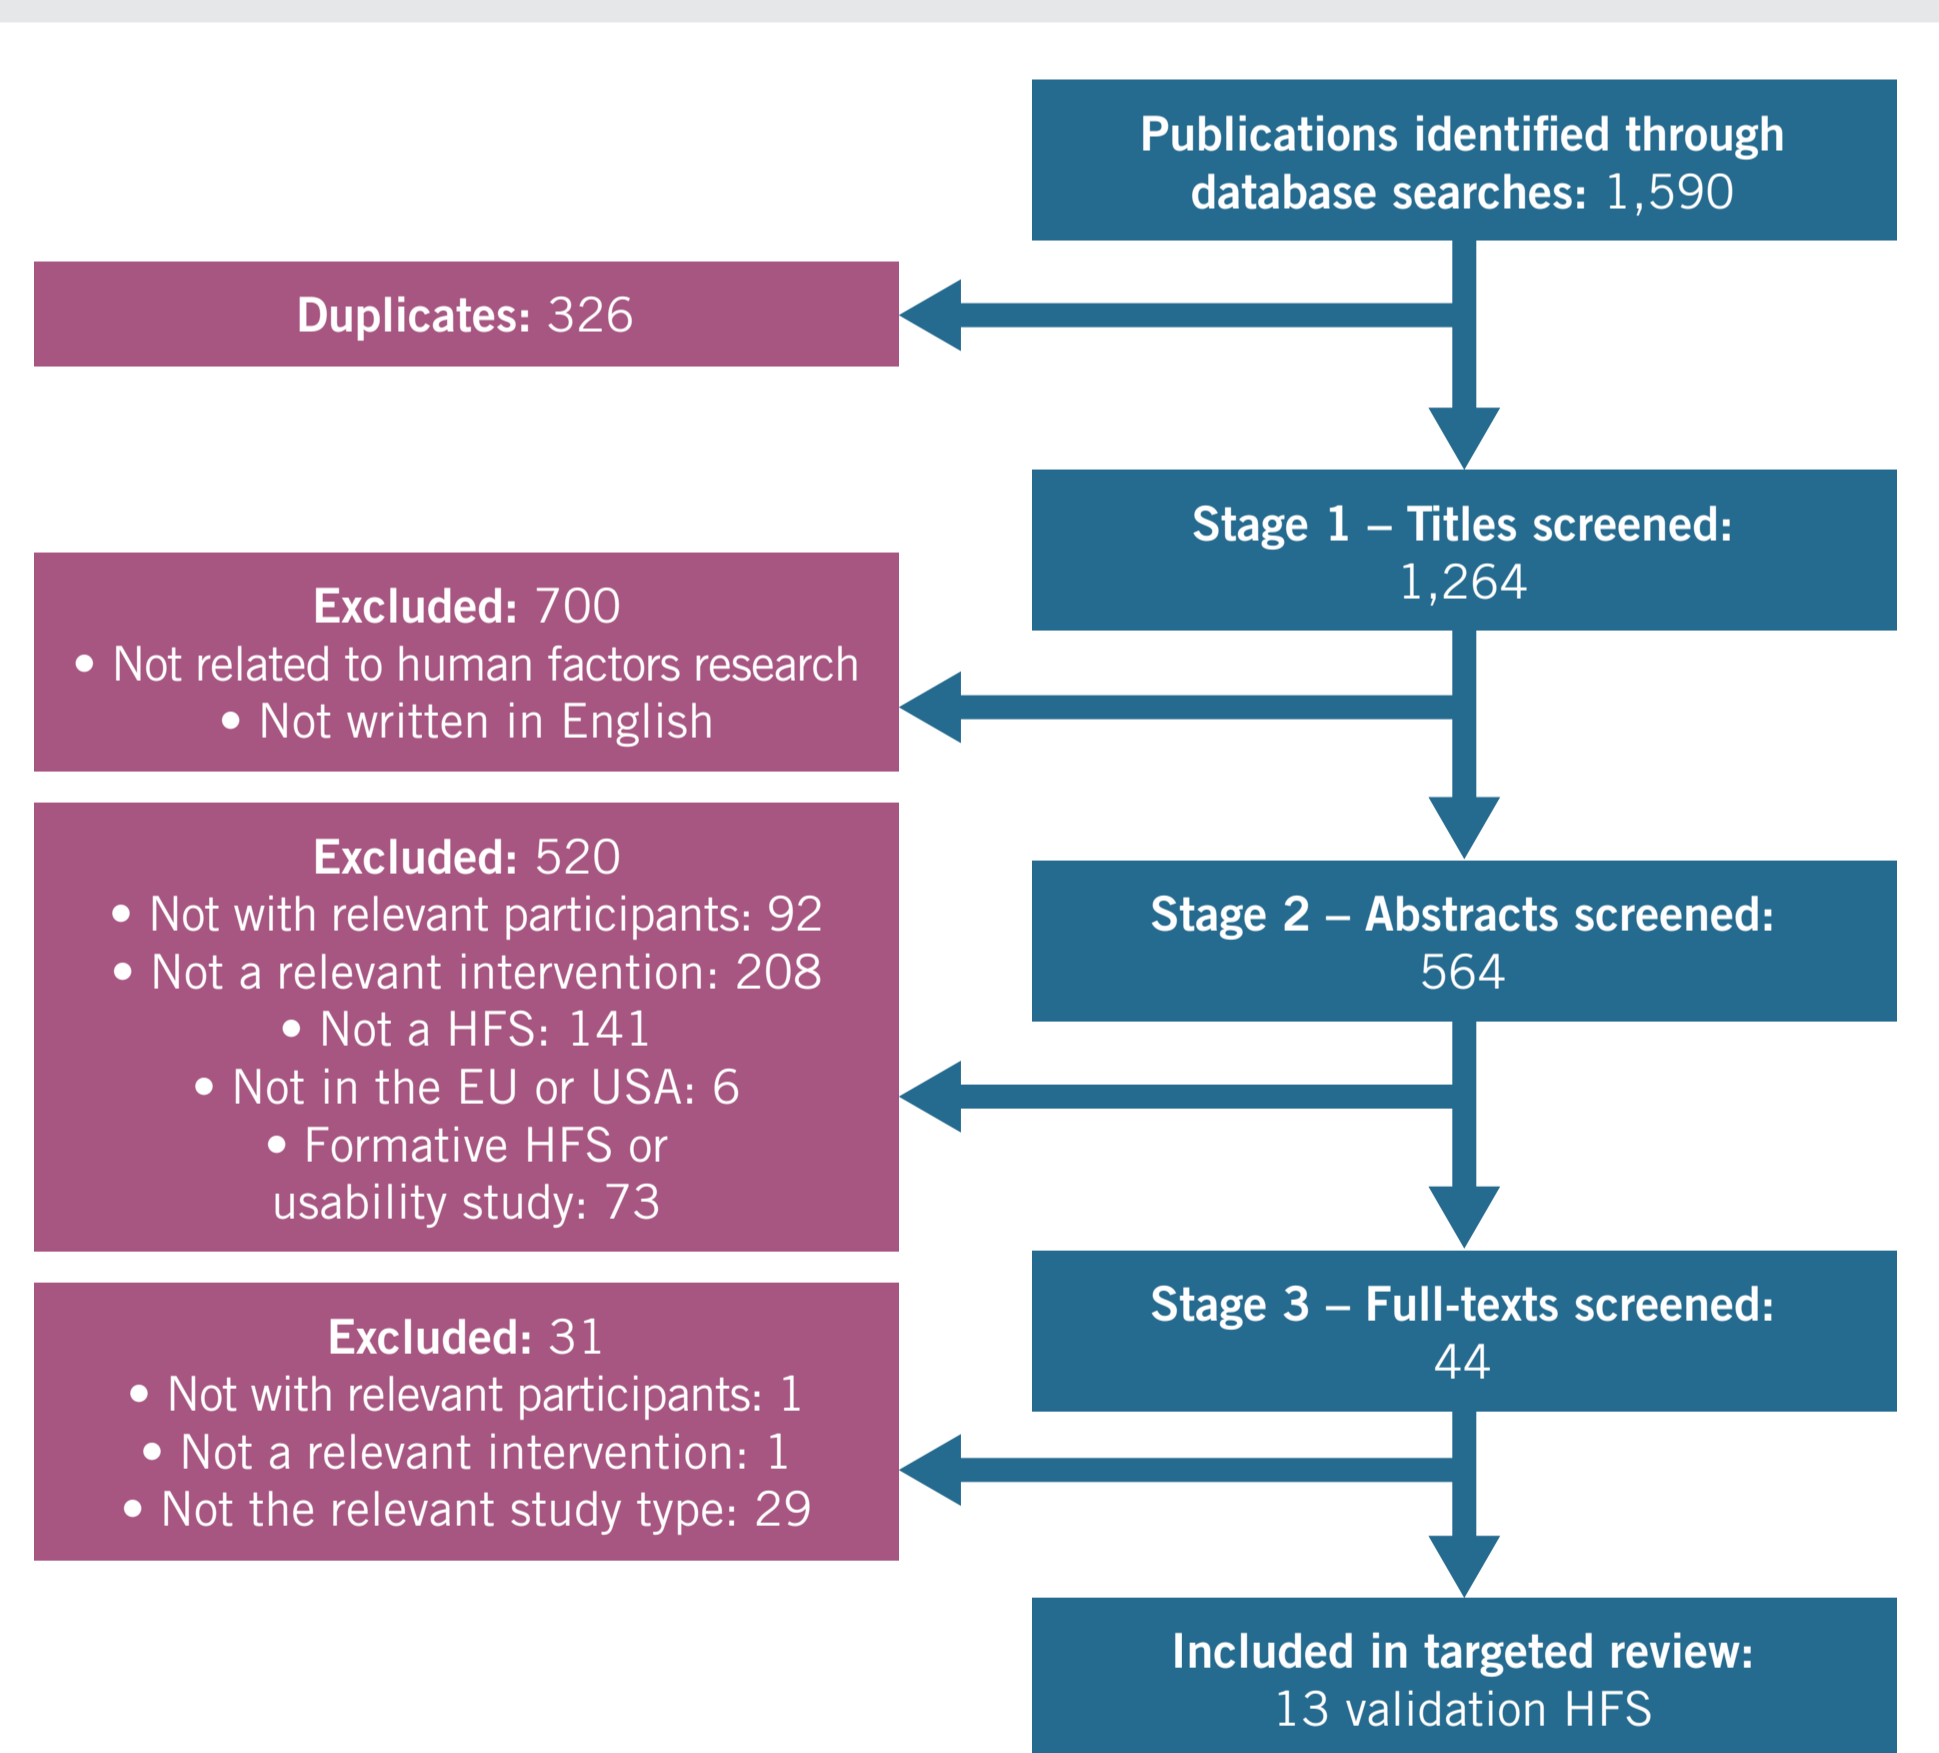 Publications identified through
database searches: 1,590
Duplicates: 326
Stage 1 – Titles screened:
1,264
Excluded: 700
• Not related to human factors research
• Not written in English
Stage 2 – Abstracts screened:
564
Excluded: 520
• Not with relevant participants: 92
• Not a relevant intervention: 208
• Not a HFS: 141
• Not in the EU or USA: 6
• Formative HFS or
usability study: 73
Stage 3 – Full-texts screened:
44
Excluded: 31
• Not with relevant participants: 1
• Not a relevant intervention: 1
• Not the relevant study type: 29
Included in targeted review:
13 validation HFS